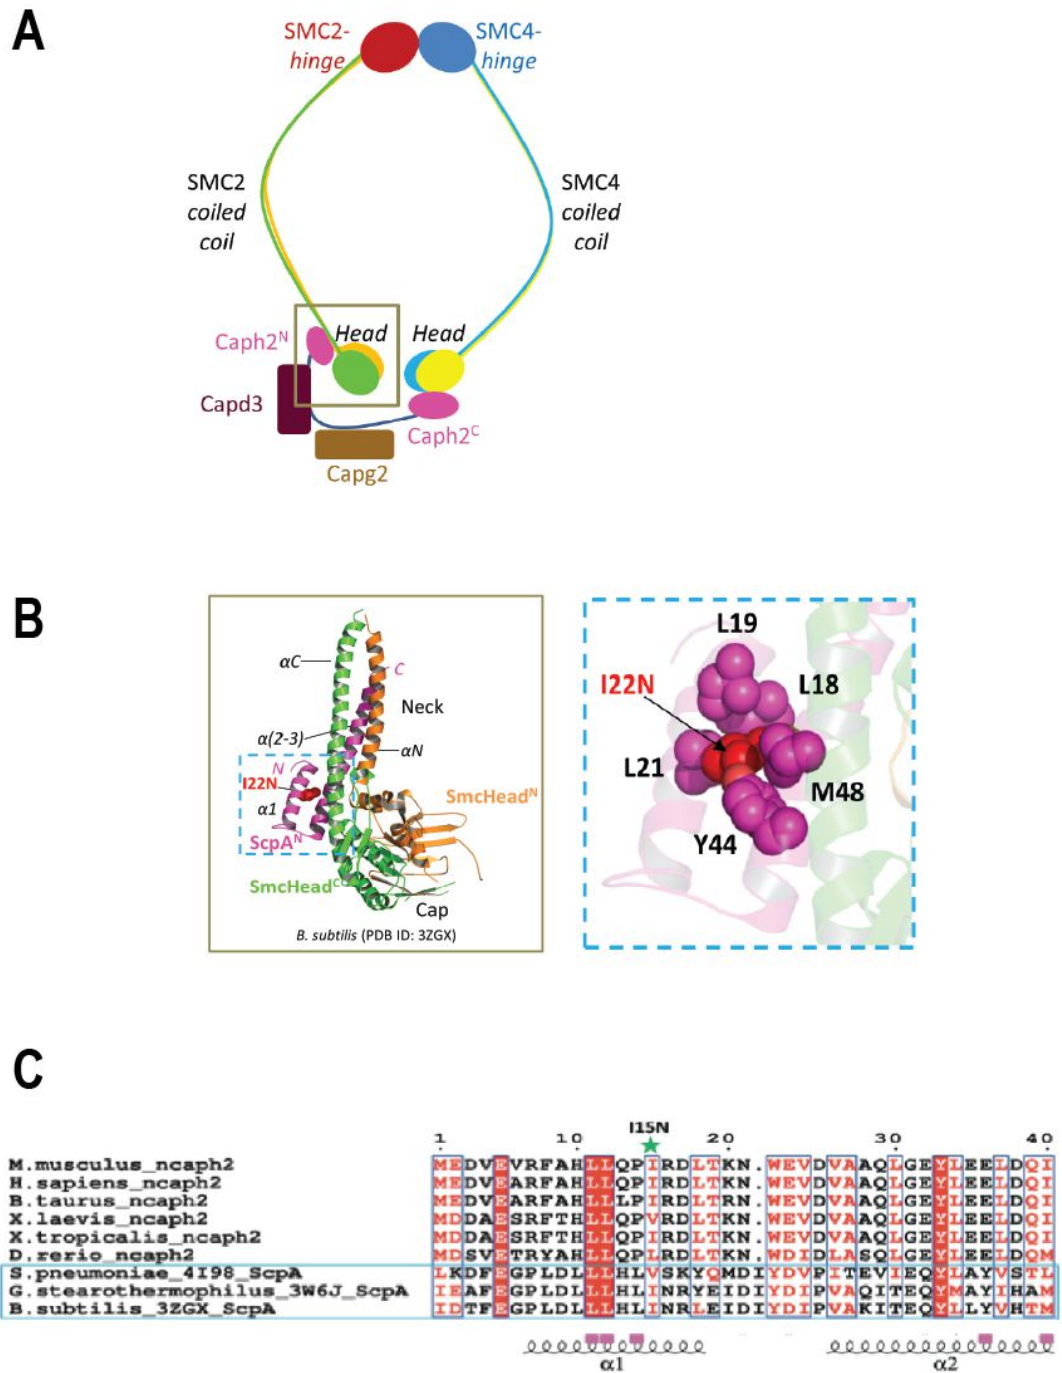 A
SMC2-
hinge
SMC4-
hinge
SMC2
coiled
coil
SMC4
coiled
coil
Caph2N
Head
Head
Capd3
Caph2C
Capg2
B
αC
C
Neck
α(2-3)
αN
N
I22N
α1
SmcHeadN
ScpAN
SmcHeadC
Cap
B. subtilis (PDB ID: 3ZGX)
L19
I22N
L18
L21
M48
Y44
C
I15N
1 10 20 30 40
M.musculus_ncaph2 MEDVEVRFAHLLQPIRDLTKN.WEVDVAAQLGEYLEELDQI
H.sapiens_ncaph2 MEDVEARFAHLLQPIRDLTKN.WEVDVAAQLGEYLEELDQI
B.taurus_ncaph2 MEDVEARFAHLLLPIRDLTRN.WEVDVAAQLGEYLEELDQI
X.laevis_ncaph2 MDDAESRFTHLLQPVRDLTKN.WEVDVAAQLGEYLEELDQI
X.tropicalis_ncaph2 MDDAESRFTHLLQPIRDLTKN.WEVDVAAQLGEYLEELDQI
D.rerio_ncaph2 MDSVETRYAHLLQPIRDLTKN.WDIDLASQLGEYLEELDQM
S.pneumoniae_4I98_ScpA LKDFEGPLDLLLHLVSKYQMDIYDVPITEVIEQYLAYVSTL
G.stearothermophilus_3W6J_ScpA IEAFEGPLDLLLHLINRYEIDIYDIPVAQITEQYMAYIHAM
B.subtilis_3ZGX_ScpA IDTFEGPLDLLLHLINRLEIDIYDIPVAKITEQYLLYVHTM
α1 α2